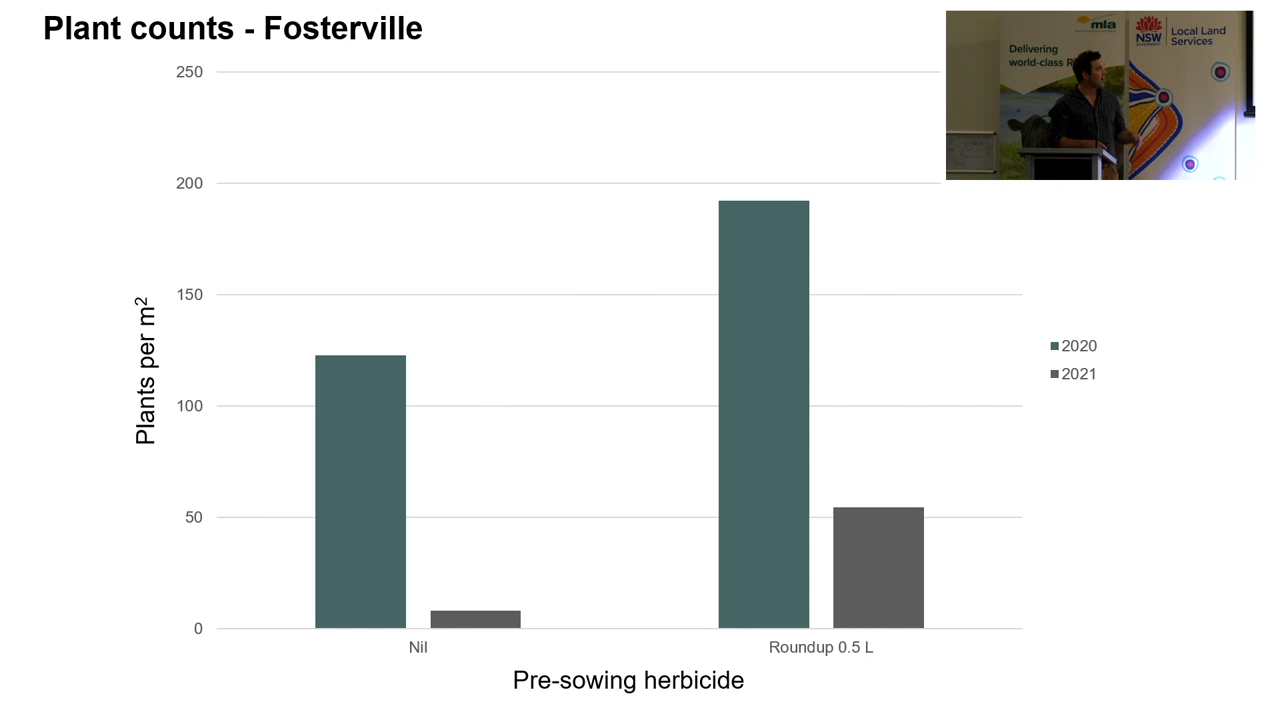 Plant counts - Fosterville
mla
Delivering
world-class R
NSW
GOVERNMENT
Local Land
Services
250
200
150
100
50
0
Plants per m²
2020
2021
Nil
Roundup 0.5 L
Pre-sowing herbicide